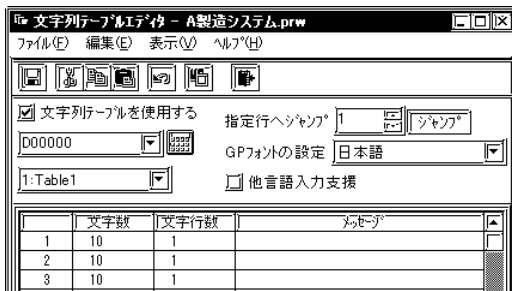 文字列テーブルエディタ - A製造システム.prw
ファイル(F) 編集(E) 表示(V) ヘルプ(H)
文字列テーブルを使用する
指定行へジャンプ 1 ジャンプ
D00000
GPフォントの設定 日本語
1:Table1
他言語入力支援
文字数 文字行数 メッセージ
1 10 1
2 10 1
3 10 1